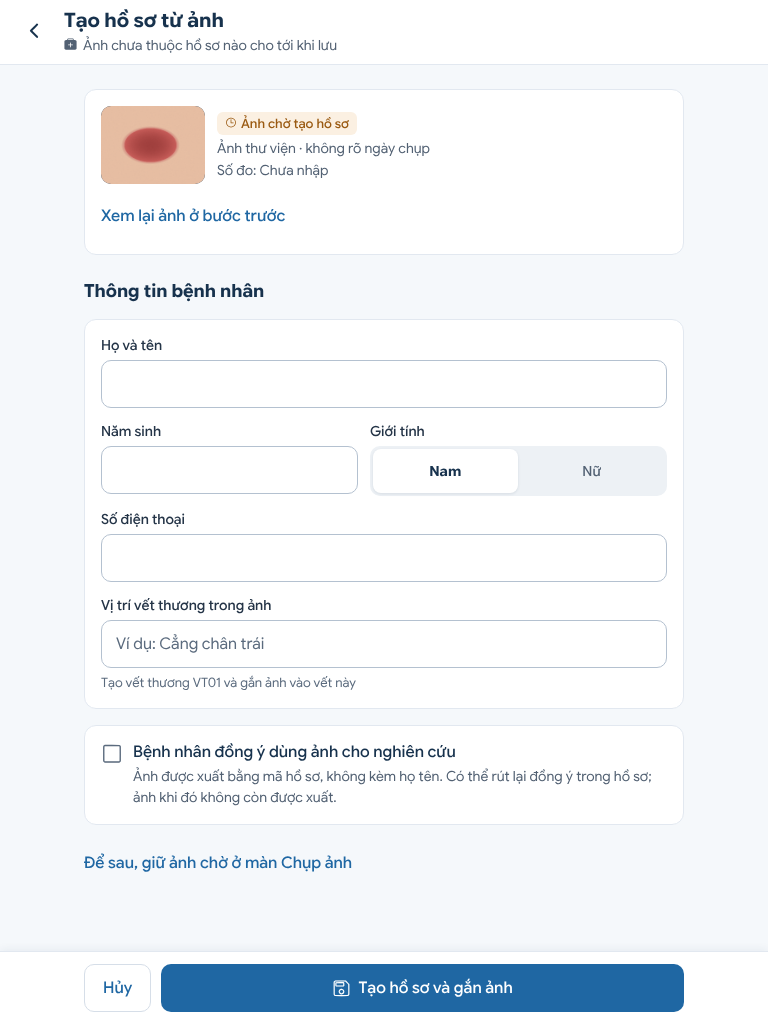 Tạo hồ sơ từ ảnh
Ảnh chưa thuộc hồ sơ nào cho tới khi lưu
Ảnh chờ tạo hồ sơ
Ảnh thư viện · không rõ ngày chụp
Số đo: Chưa nhập
Xem lại ảnh ở bước trước
Thông tin bệnh nhân
Họ và tên
Năm sinh
Giới tính
Nam
Nữ
Số điện thoại
Vị trí vết thương trong ảnh
Ví dụ: Cẳng chân trái
Tạo vết thương VT01 và gắn ảnh vào vết này
Bệnh nhân đồng ý dùng ảnh cho nghiên cứu
Ảnh được xuất bằng mã hồ sơ, không kèm họ tên. Có thể rút lại đồng ý trong hồ sơ;
ảnh khi đó không còn được xuất.
Để sau, giữ ảnh chờ ở màn Chụp ảnh
Hủy
Tạo hồ sơ và gắn ảnh